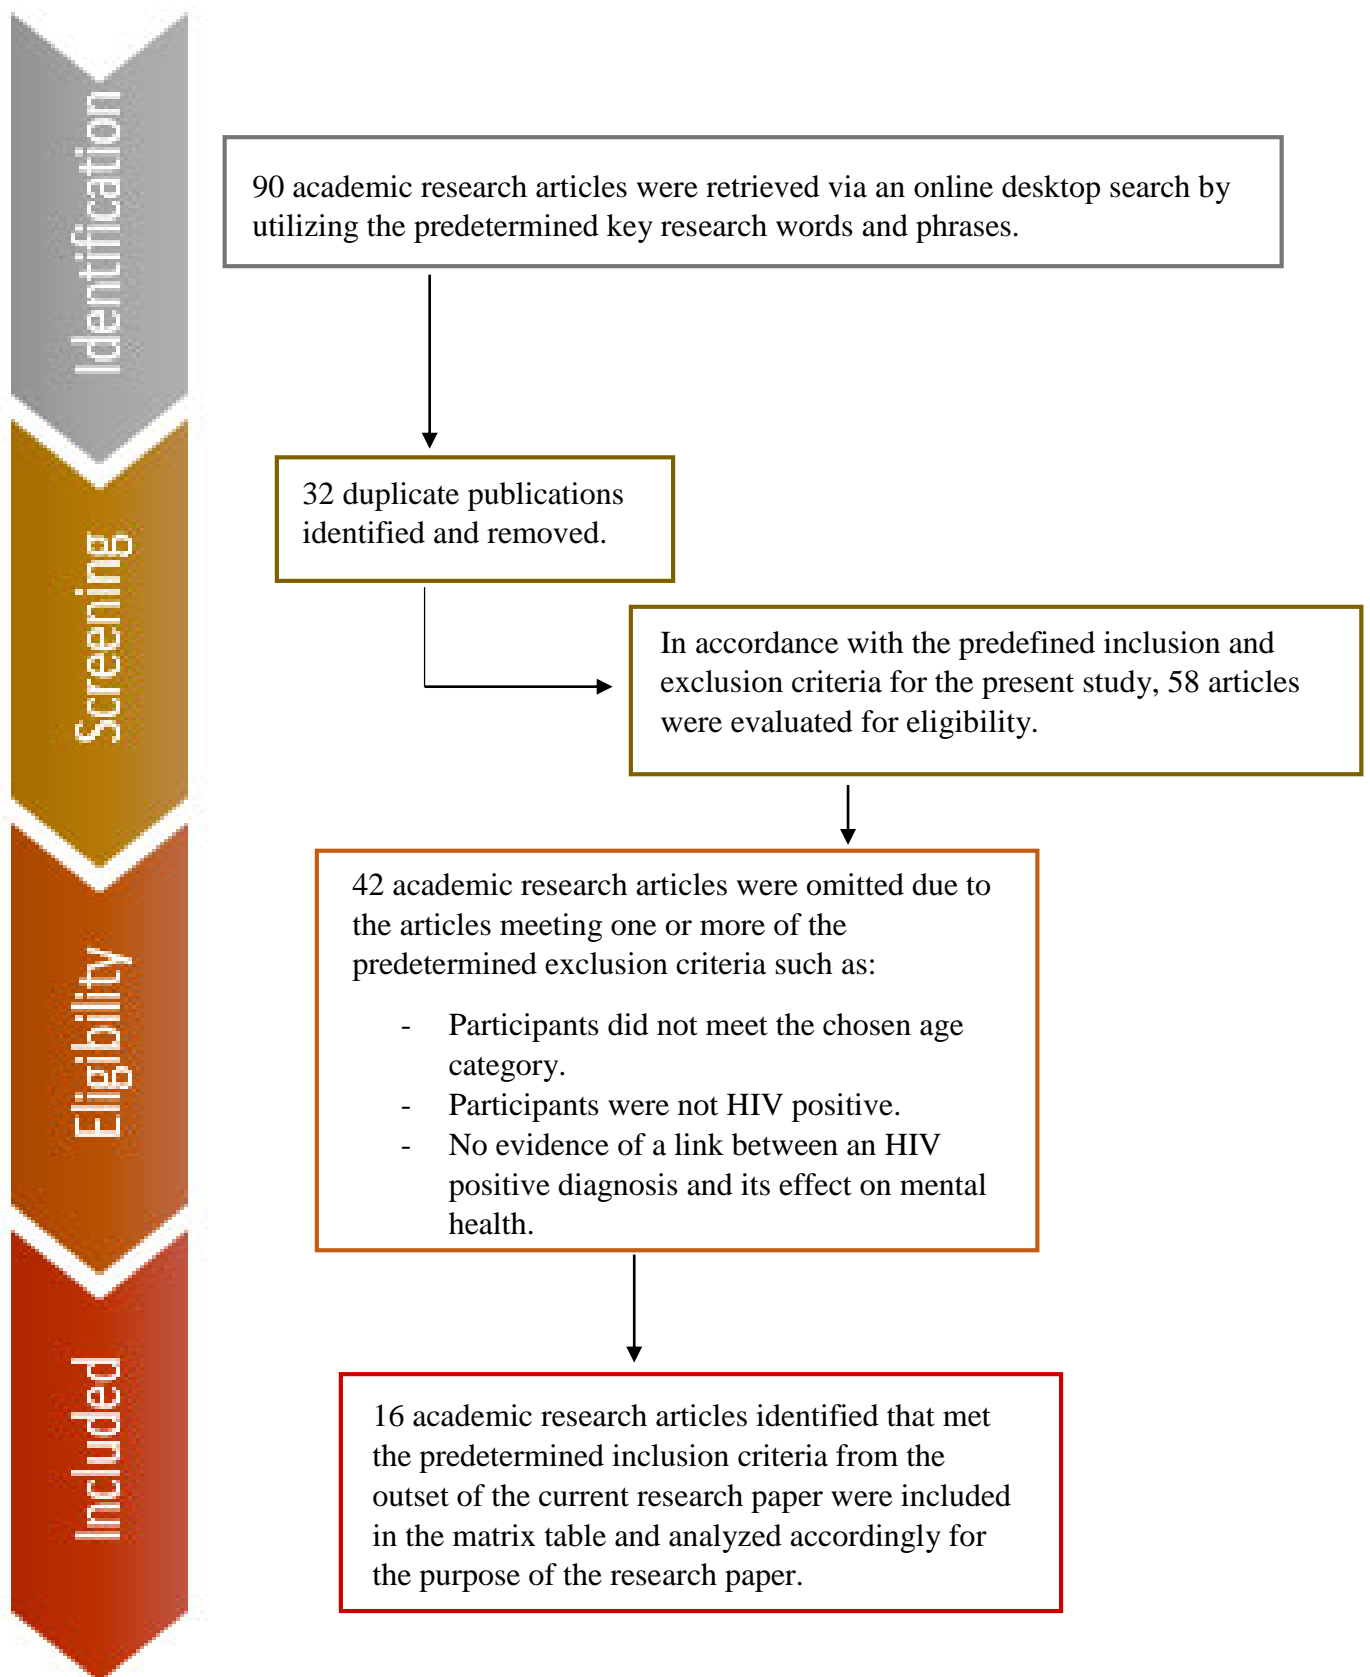 Identification
90 academic research articles were retrieved via an online desktop search by
utilizing the predetermined key research words and phrases.
Screening
32 duplicate publications
identified and removed.
In accordance with the predefined inclusion and
exclusion criteria for the present study, 58 articles
were evaluated for eligibility.
Eligibility
42 academic research articles were omitted due to
the articles meeting one or more of the
predetermined exclusion criteria such as:
- Participants did not meet the chosen age
category.
- Participants were not HIV positive.
- No evidence of a link between an HIV
positive diagnosis and its effect on mental
health.
Included
16 academic research articles identified that met
the predetermined inclusion criteria from the
outset of the current research paper were included
in the matrix table and analyzed accordingly for
the purpose of the research paper.